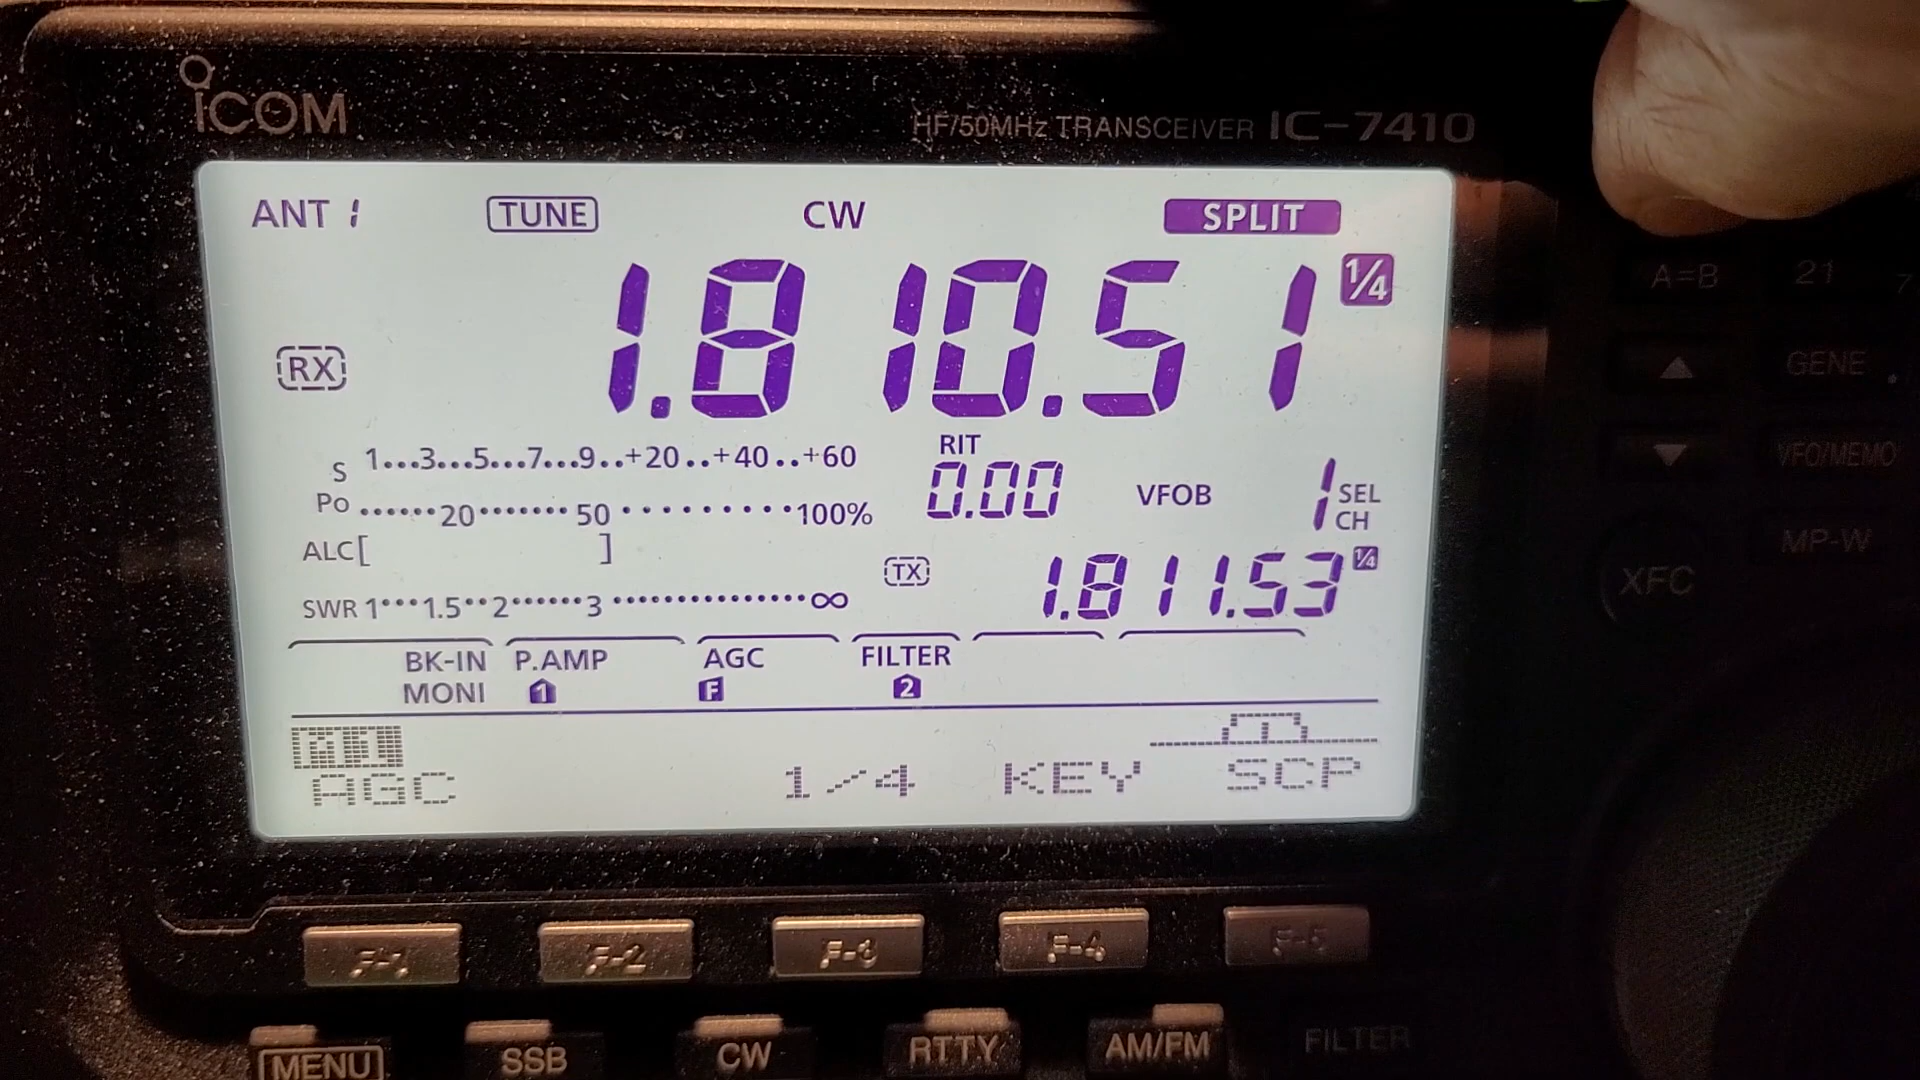 ICOM
HF/50MHz TRANSCEIVER IC-7410
ANT 1 TUNE CW SPLIT
1.810.51 1/4
RX
S 1...3...5...7...9..+20..+40..+60
RIT
0.00 VFOB 1 SEL CH
Po ......20.......50..........100%
ALC[ ]
TX 1.811.53 1/4
SWR 1...1.5..2......3................∞
BK-IN P.AMP AGC FILTER
MONI 1 F 2
AGC 1/4 KEY SCP
F-1 F-2 F-3 F-4 F-5
MENU SSB CW RTTY AM/FM FILTER
A=B 21 7
▲ GENE .
▼ VFO/MEMO
MP-W
XFC